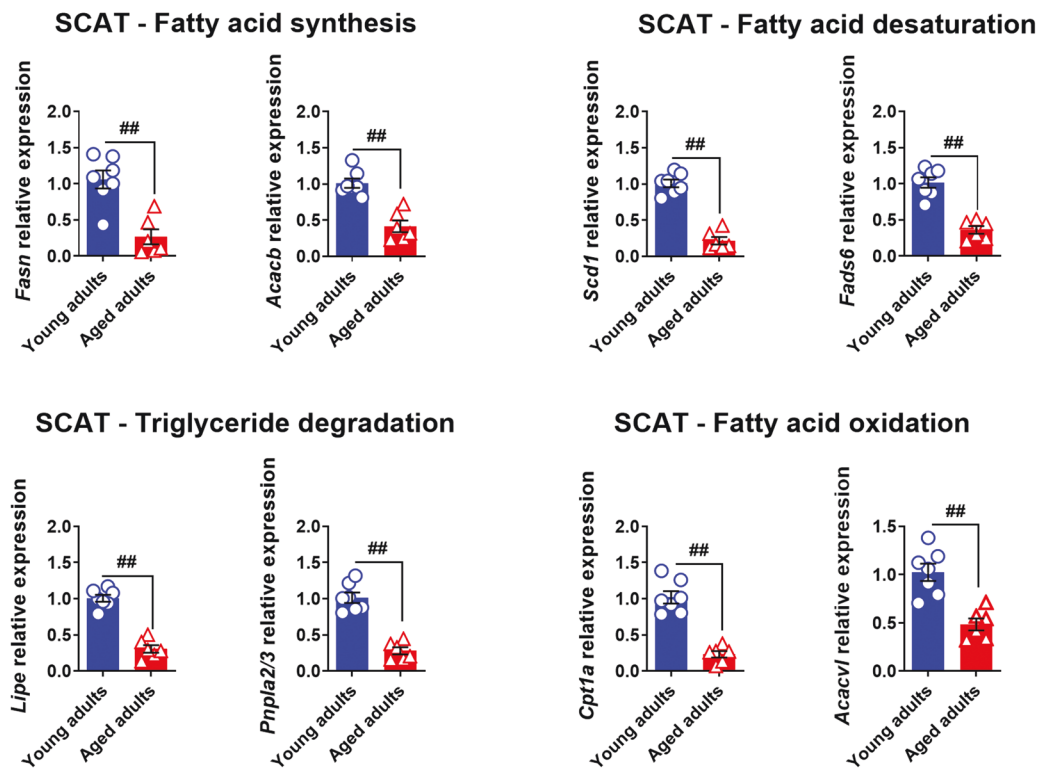 SCAT - Fatty acid synthesis
SCAT - Fatty acid desaturation
Fasn relative expression
2.0
1.5
1.0
0.5
0.0
##
Young adults
Aged adults
Acacb relative expression
2.0
1.5
1.0
0.5
0.0
##
Young adults
Aged adults
Scd1 relative expression
2.0
1.5
1.0
0.5
0.0
##
Young adults
Aged adults
Fads6 relative expression
2.0
1.5
1.0
0.5
0.0
##
Young adults
Aged adults
SCAT - Triglyceride degradation
SCAT - Fatty acid oxidation
Lipe relative expression
2.0
1.5
1.0
0.5
0.0
##
Young adults
Aged adults
Pnpla2/3 relative expression
2.0
1.5
1.0
0.5
0.0
##
Young adults
Aged adults
Cpt1a relative expression
2.0
1.5
1.0
0.5
0.0
##
Young adults
Aged adults
Acacvl relative expression
1.5
1.0
0.5
0.0
##
Young adults
Aged adults